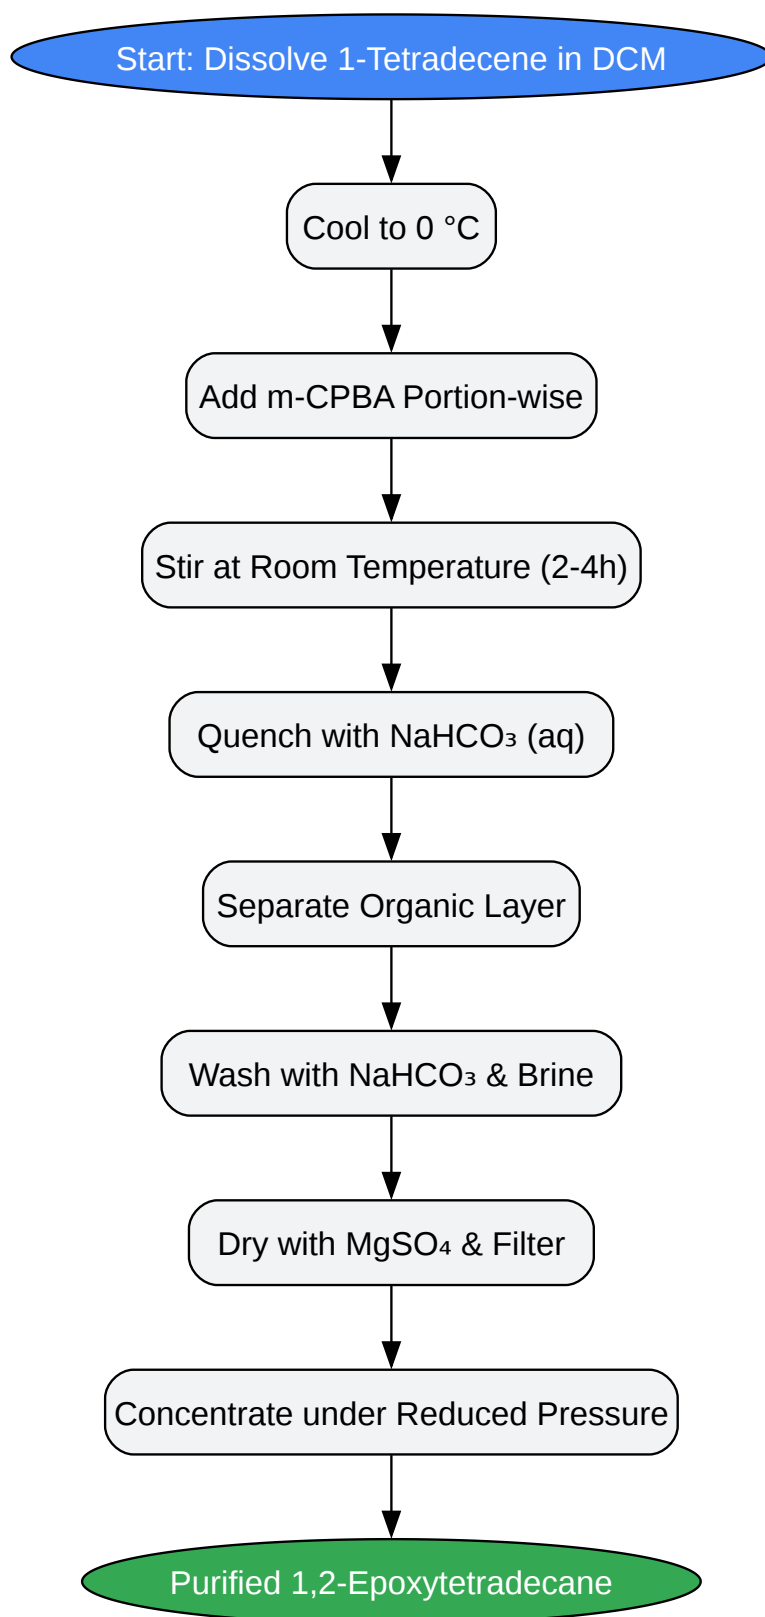 Start: Dissolve 1-Tetradecene in DCM
Cool to 0 °C
Add m-CPBA Portion-wise
Stir at Room Temperature (2-4h)
Quench with NaHCO₃ (aq)
Separate Organic Layer
Wash with NaHCO₃ & Brine
Dry with MgSO₄ & Filter
Concentrate under Reduced Pressure
Purified 1,2-Epoxytetradecane